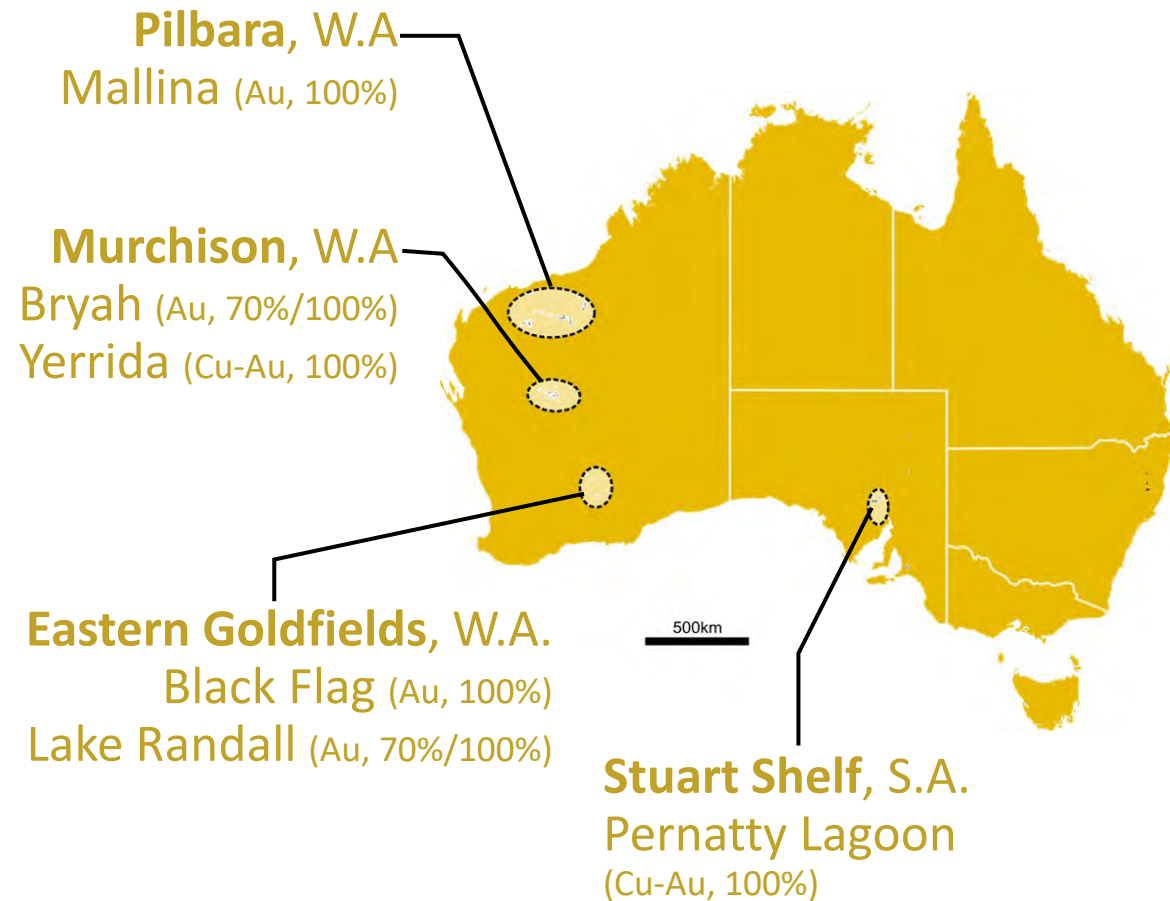 Pilbara, W.A
Mallina (Au, 100%)
Murchison, W.A
Bryah (Au, 70%/100%)
Yerrida (Cu-Au, 100%)
500km
Eastern Goldfields, W.A.
Black Flag (Au, 100%)
Lake Randall (Au, 70%/100%)
Stuart Shelf, S.A.
Pernatty Lagoon
(Cu-Au, 100%)